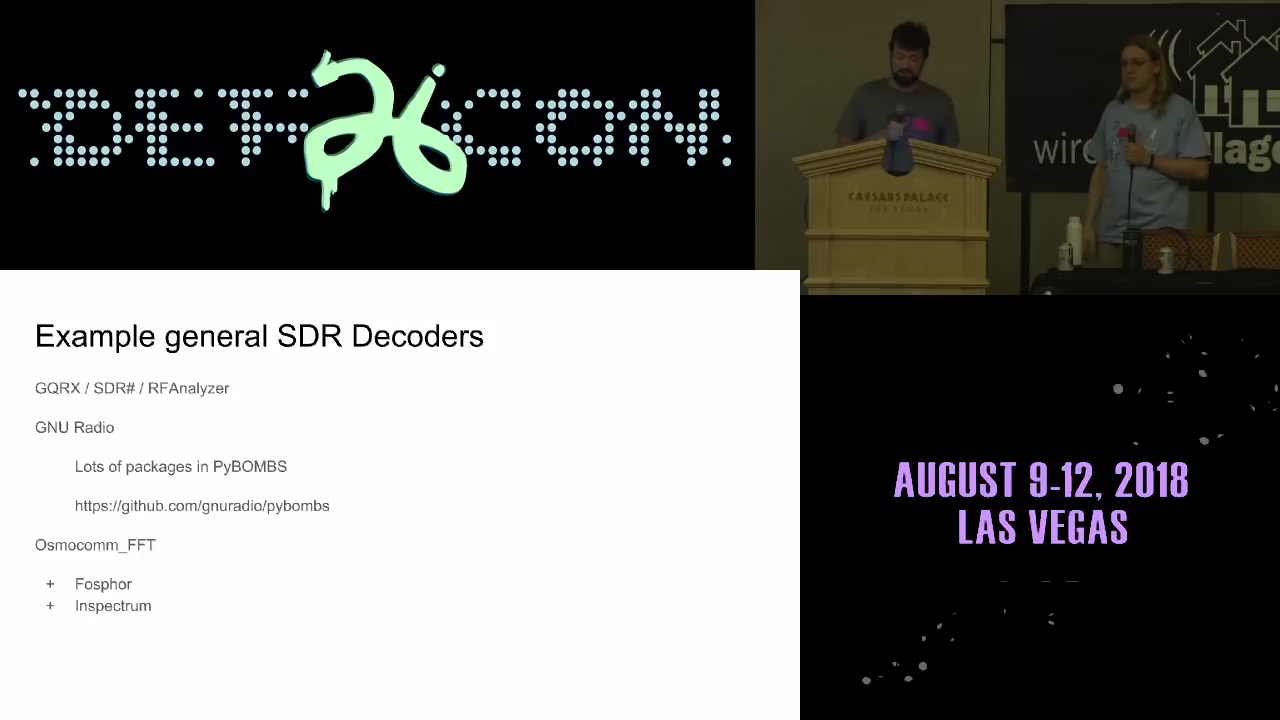 DEF 26 CON
CAESARS PALACE
LAS VEGAS
Example general SDR Decoders
GQRX / SDR# / RFAnalyzer
GNU Radio
Lots of packages in PyBOMBS
https://github.com/gnuradio/pybombs
Osmocomm_FFT
+ Fosphor
+ Inspectrum
AUGUST 9-12, 2018
LAS VEGAS